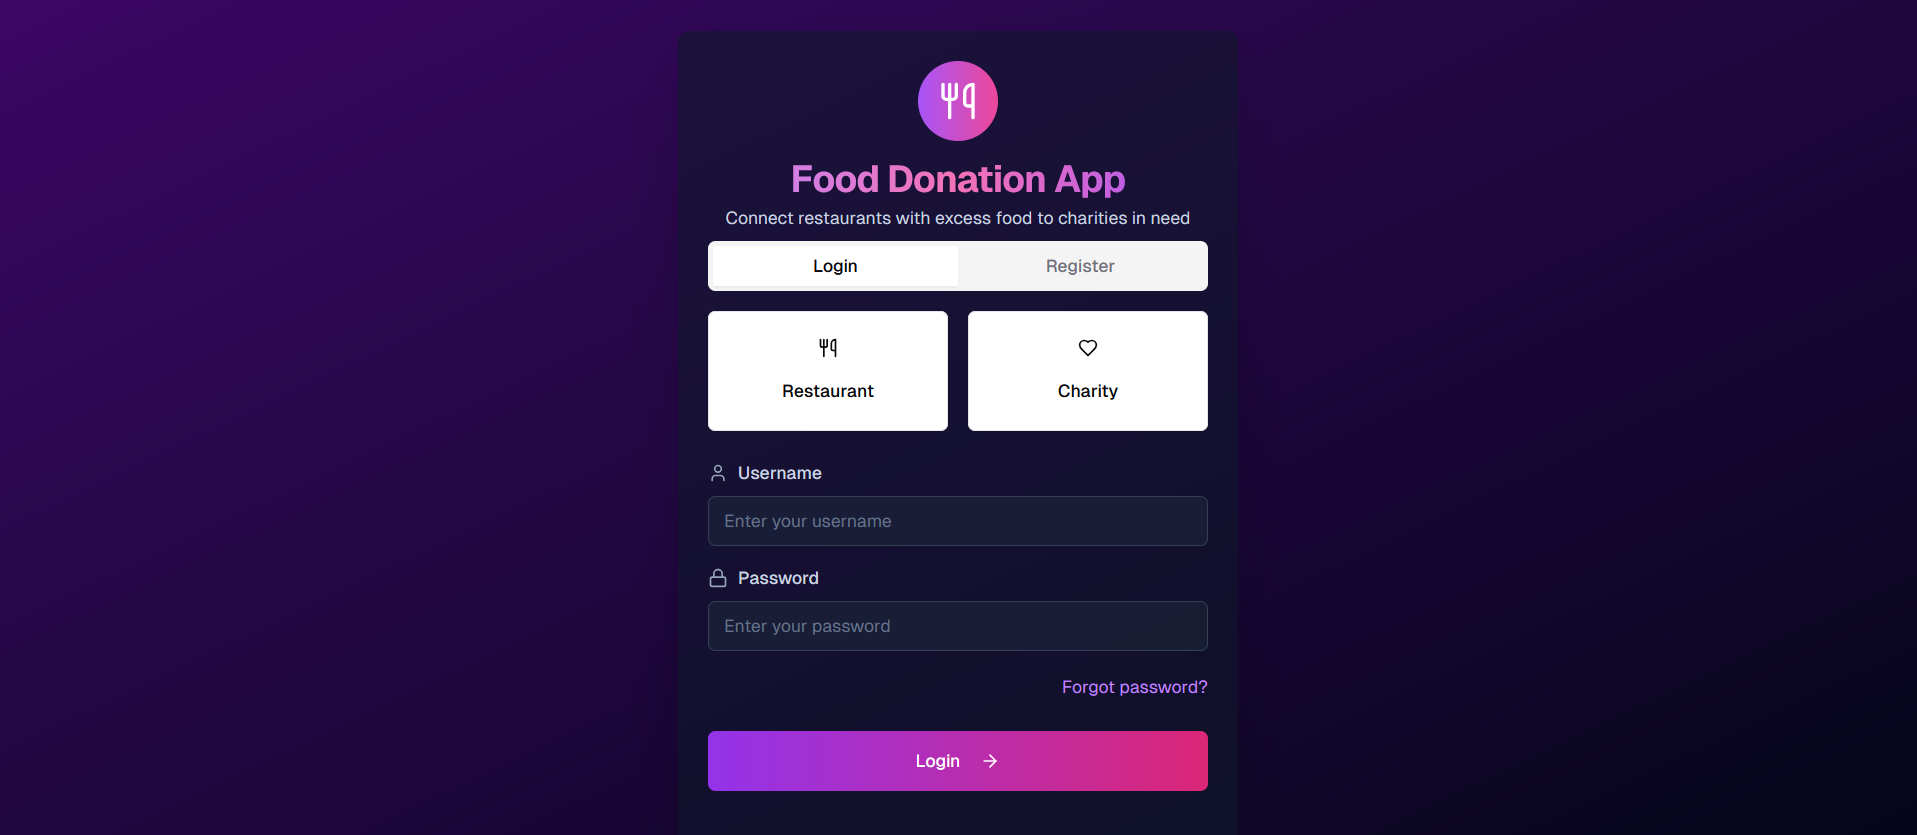 Food Donation App
Connect restaurants with excess food to charities in need
Login
Register
Restaurant
Charity
Username
Enter your username
Password
Enter your password
Forgot password?
Login